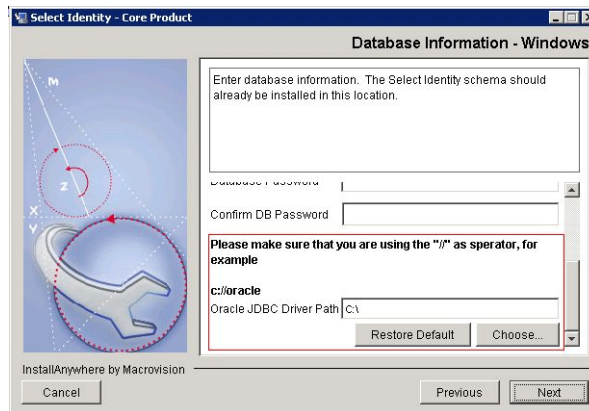 Select Identity - Core Product
Database Information - Windows
Enter database information. The Select Identity schema should
already be installed in this location.
Database Password
Confirm DB Password
Please make sure that you are using the "//" as sperator, for
example
c://oracle
Oracle JDBC Driver Path C:\
Restore Default Choose...
M
Z
X
Y
InstallAnywhere by Macrovision
Cancel Previous Next